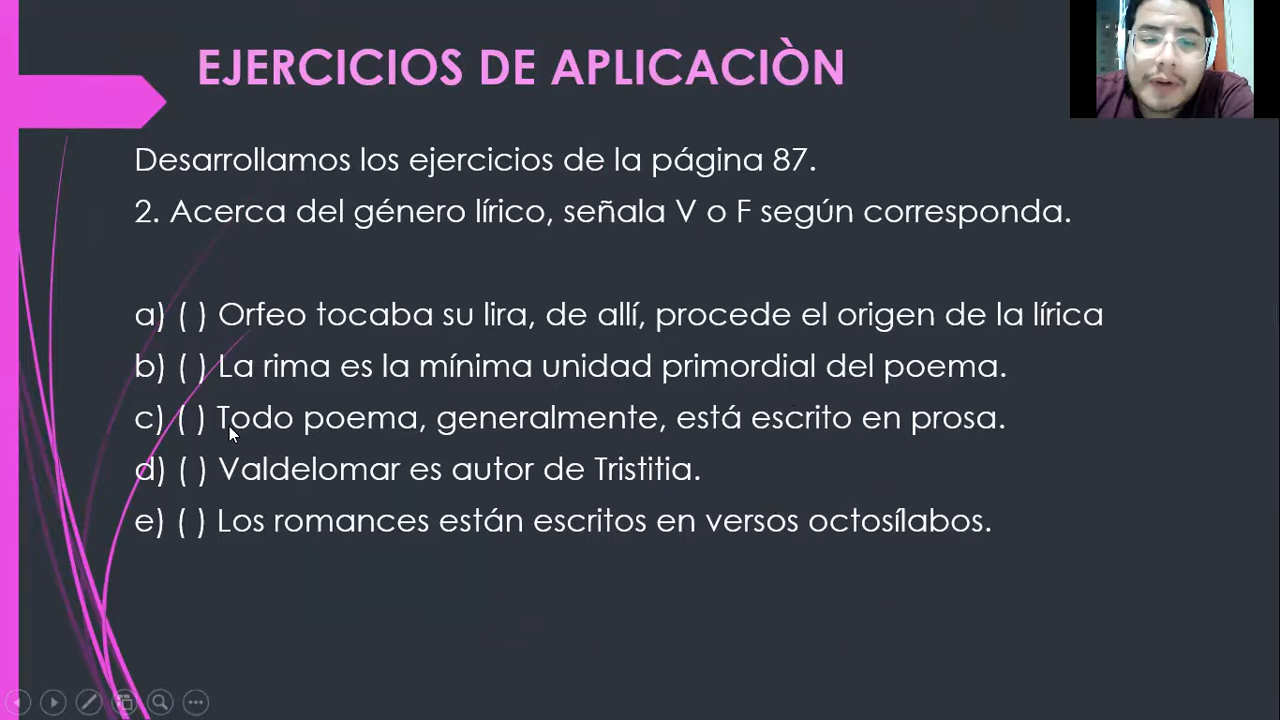 EJERCICIOS DE APLICACIÒN
Desarrollamos los ejercicios de la página 87.
2. Acerca del género lírico, señala V o F según corresponda.
a) ( ) Orfeo tocaba su lira, de allí, procede el origen de la lírica
b) ( ) La rima es la mínima unidad primordial del poema.
c) ( ) Todo poema, generalmente, está escrito en prosa.
d) ( ) Valdelomar es autor de Tristitia.
e) ( ) Los romances están escritos en versos octosílabos.